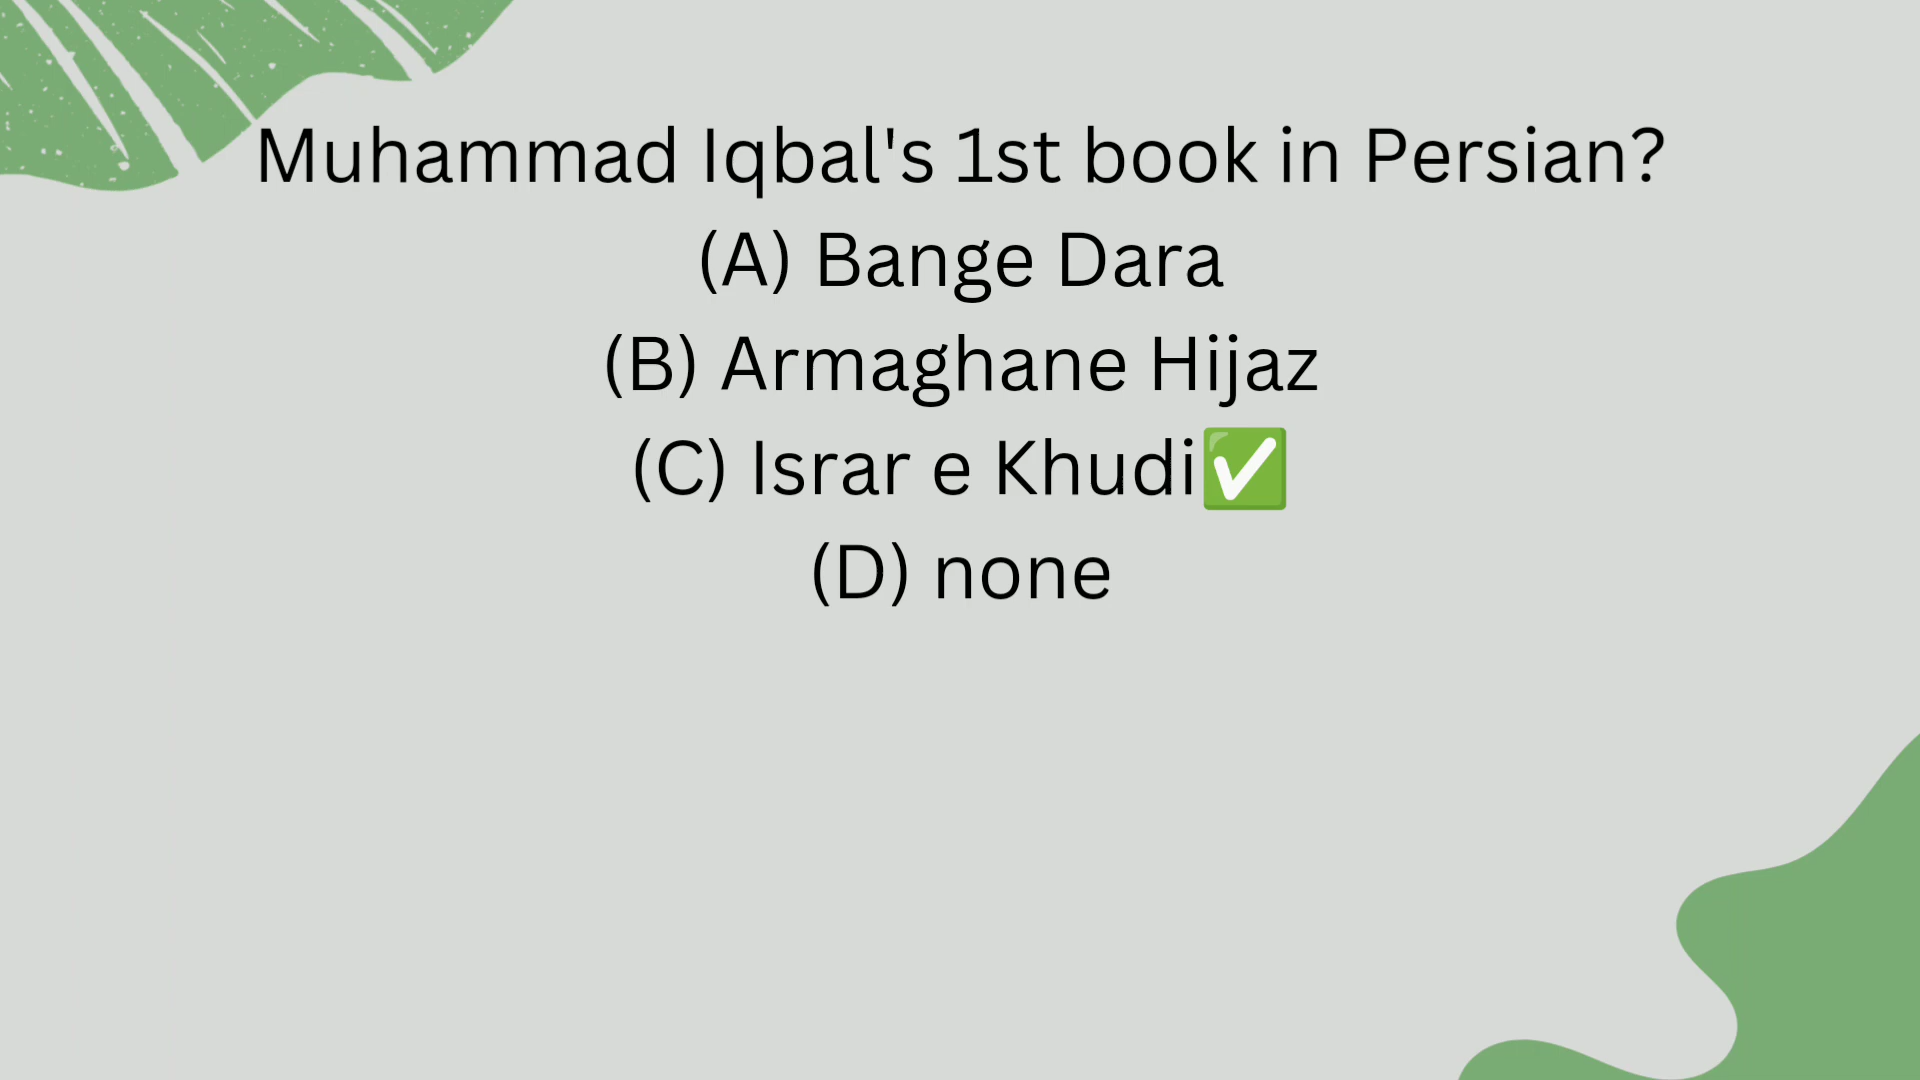 Muhammad Iqbal's 1st book in Persian?
(A) Bange Dara
(B) Armaghane Hijaz
(C) Israr e Khudi✅
(D) none